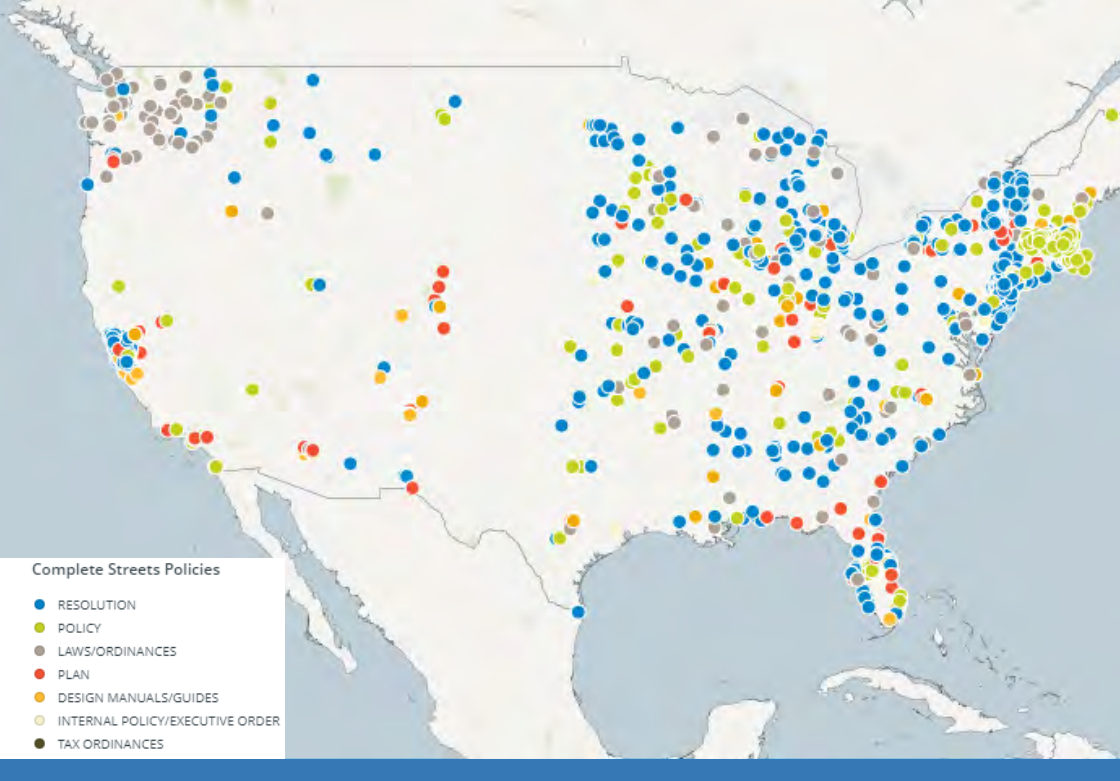 Complete Streets Policies
RESOLUTION
POLICY
LAWS/ORDINANCES
PLAN
DESIGN MANUALS/GUIDES
INTERNAL POLICY/EXECUTIVE ORDER
TAX ORDINANCES